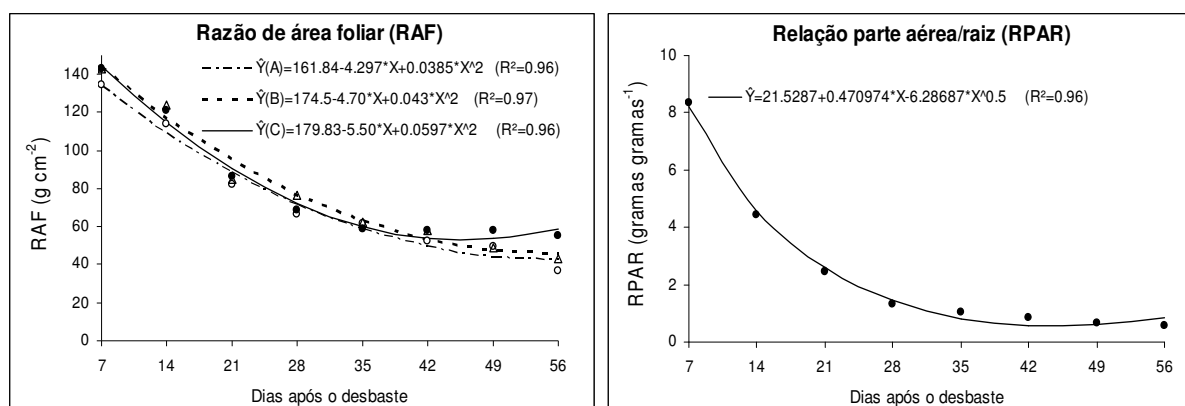 Razão de área foliar (RAF)
Ŷ(A)=161.84-4.297*X+0.0385*X^2 (R²=0.96)
Ŷ(B)=174.5-4.70*X+0.043*X^2 (R²=0.97)
Ŷ(C)=179.83-5.50*X+0.0597*X^2 (R²=0.96)
RAF (g cm⁻²)
140
120
100
80
60
40
20
0
7 14 21 28 35 42 49 56
Dias após o desbaste
Relação parte aérea/raiz (RPAR)
Ŷ=21.5287+0.470974*X-6.28687*X^0.5 (R²=0.96)
RPAR (gramas gramas⁻¹)
10
8
6
4
2
0
7 14 21 28 35 42 49 56
Dias após o desbaste